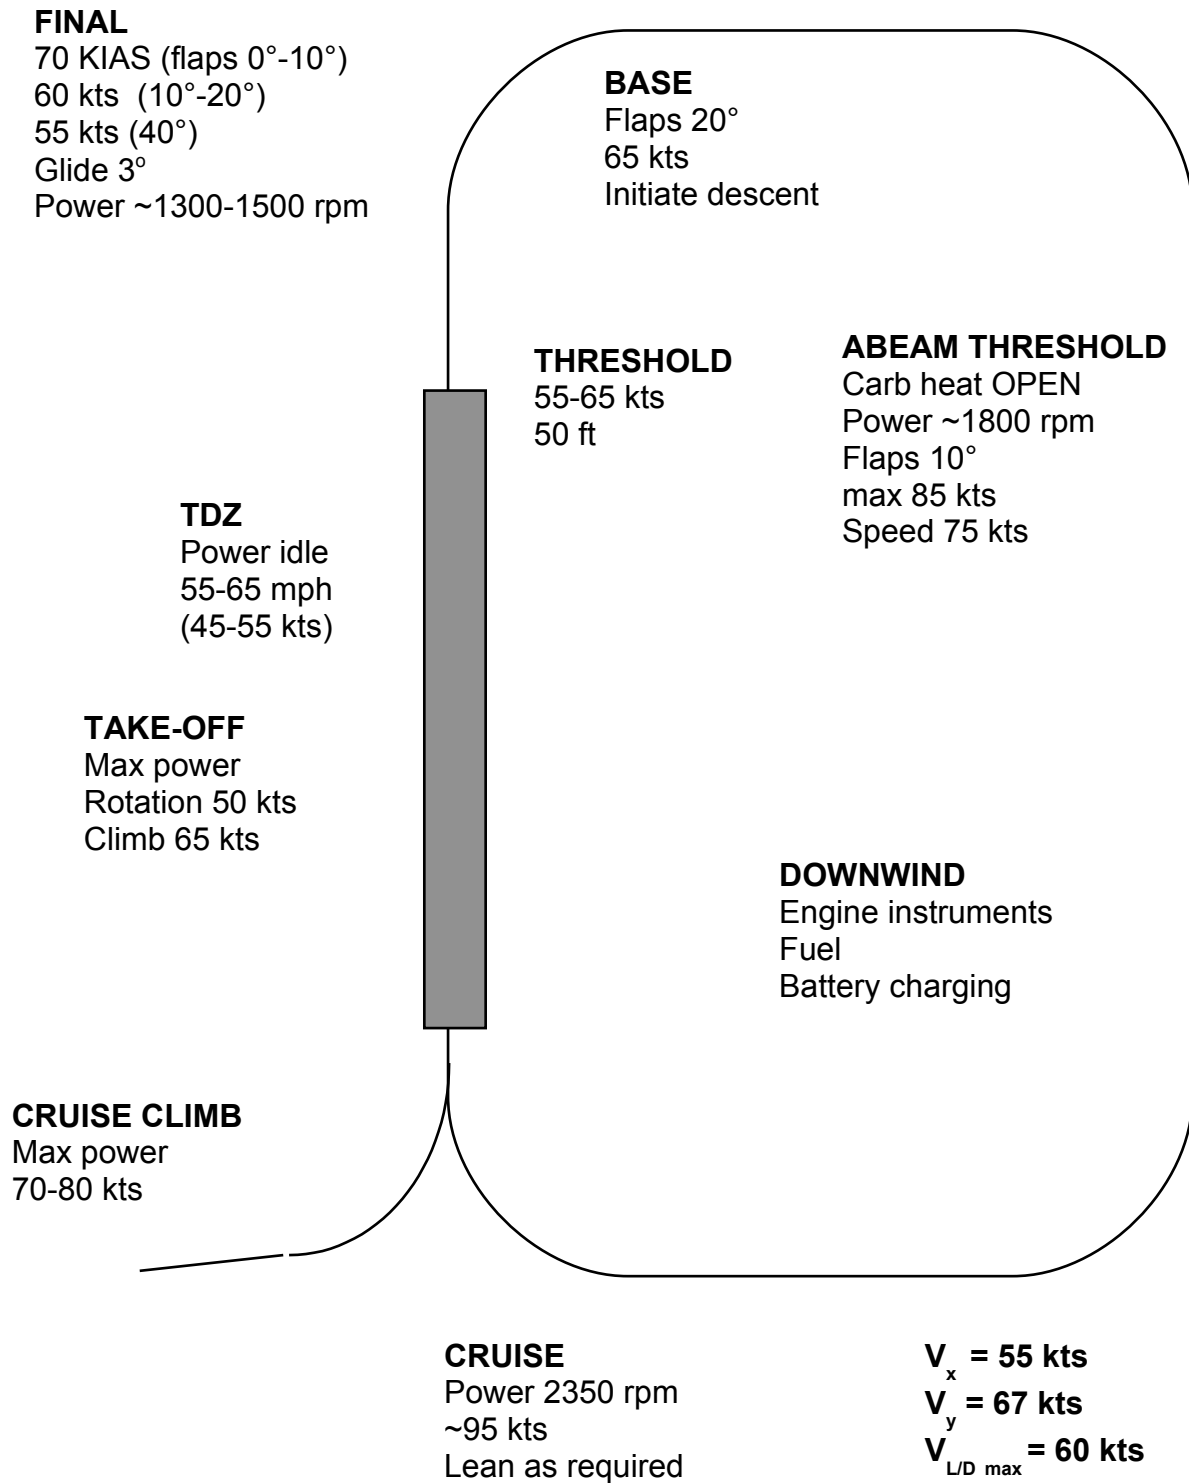 FINAL
70 KIAS (flaps 0°-10°)
60 kts (10°-20°)
55 kts (40°)
Glide 3°
Power ~1300-1500 rpm
BASE
Flaps 20°
65 kts
Initiate descent
THRESHOLD
55-65 kts
50 ft
ABEAM THRESHOLD
Carb heat OPEN
Power ~1800 rpm
Flaps 10°
max 85 kts
Speed 75 kts
TDZ
Power idle
55-65 mph
(45-55 kts)
TAKE-OFF
Max power
Rotation 50 kts
Climb 65 kts
DOWNWIND
Engine instruments
Fuel
Battery charging
CRUISE CLIMB
Max power
70-80 kts
CRUISE
Power 2350 rpm
~95 kts
Lean as required
Vx = 55 kts
Vy = 67 kts
VL/D max = 60 kts